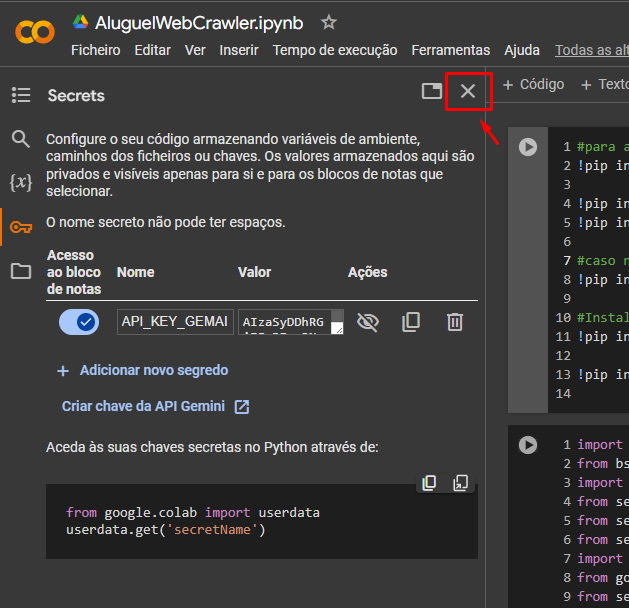 AluguelWebCrawler.ipynb
Ficheiro Editar Ver Inserir Tempo de execução Ferramentas Ajuda Todas as alt
Secrets
+ Código + Texto
Configure o seu código armazenando variáveis de ambiente,
caminhos dos ficheiros ou chaves. Os valores armazenados aqui são
privados e visíveis apenas para si e para os blocos de notas que
selecionar.
O nome secreto não pode ter espaços.
Acesso
ao bloco
de notas
Nome
Valor
Ações
API_KEY_GEMAI
AIzaSyDDhRG
+ Adicionar novo segredo
Criar chave da API Gemini
Aceda às suas chaves secretas no Python através de:
from google.colab import userdata
userdata.get('secretName')
1 #para a
2 !pip in
3
4 !pip in
5 !pip in
6
7 #caso n
8 !pip in
9
10 #Instal
11 !pip in
12
13 !pip in
14
1 import
2 from bs
3 import
4 from se
5 from se
6 from se
7 import
8 from go
9 from se